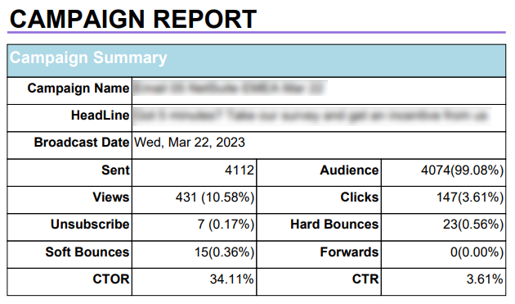 CAMPAIGN REPORT
Campaign Summary
Campaign Name
HeadLine
Broadcast Date Wed, Mar 22, 2023
Sent 4112 Audience 4074(99.08%)
Views 431 (10.58%) Clicks 147(3.61%)
Unsubscribe 7 (0.17%) Hard Bounces 23(0.56%)
Soft Bounces 15(0.36%) Forwards 0(0.00%)
CTOR 34.11% CTR 3.61%